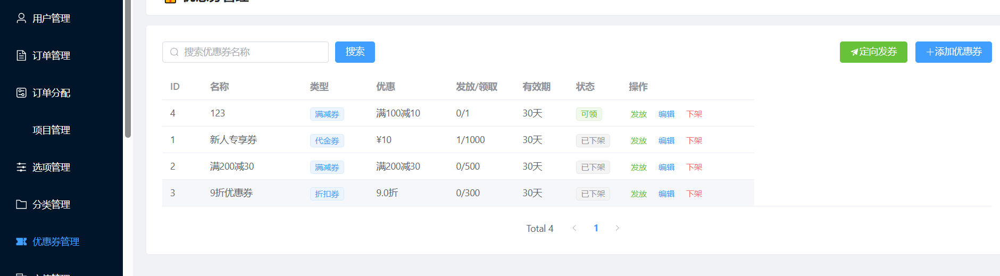 用户管理
订单管理
订单分配
项目管理
选项管理
分类管理
优惠券管理
优惠券管理
搜索优惠券名称 搜索 定向发券 添加优惠券
ID 名称 类型 优惠 发放/领取 有效期 状态 操作
4 123 满减券 满100减10 0/1 30天 可领 发放 编辑 下架
1 新人专享券 代金券 ¥10 1/1000 30天 已下架 发放 编辑 下架
2 满200减30 满减券 满200减30 0/500 30天 已下架 发放 编辑 下架
3 9折优惠券 折扣券 9.0折 0/300 30天 已下架 发放 编辑 下架
Total 4 1